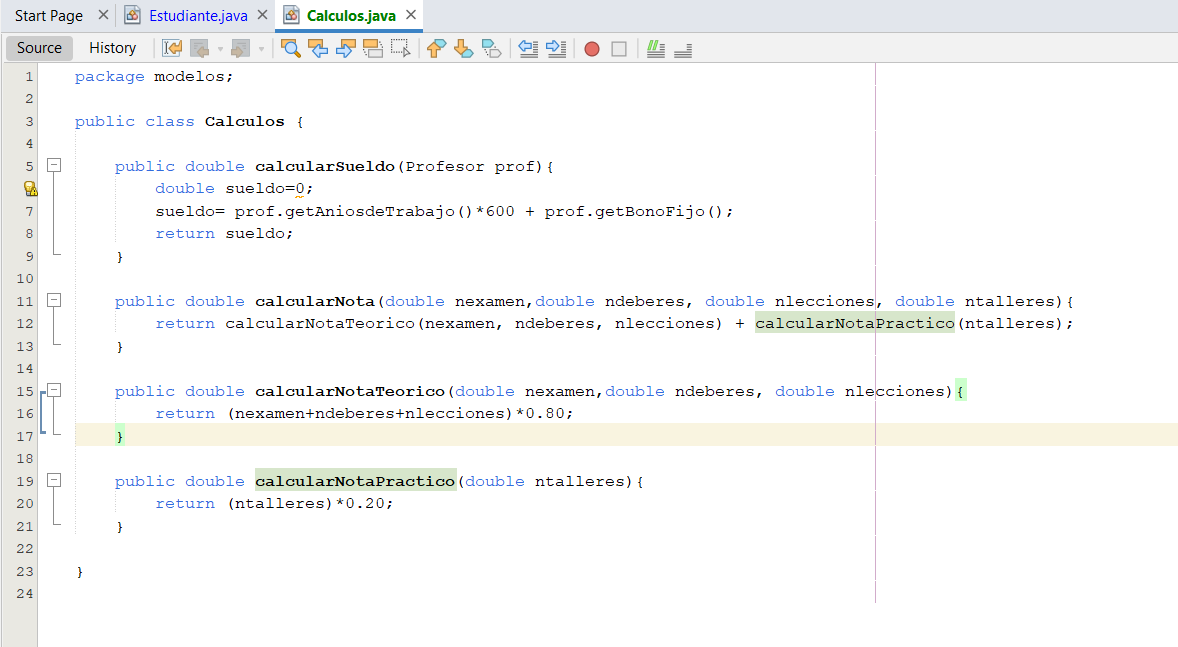 Start Page Estudiante.java Calculos.java
Source History
1 package modelos;
2
3 public class Calculos {
4
5 public double calcularSueldo(Profesor prof){
double sueldo=0;
7 sueldo= prof.getAniosdeTrabajo()*600 + prof.getBonoFijo();
8 return sueldo;
9 }
10
11 public double calcularNota(double nexamen,double ndeberes, double nlecciones, double ntalleres){
12 return calcularNotaTeorico(nexamen, ndeberes, nlecciones) + calcularNotaPractico(ntalleres);
13 }
14
15 public double calcularNotaTeorico(double nexamen,double ndeberes, double nlecciones){
16 return (nexamen+ndeberes+nlecciones)*0.80;
17 }
18
19 public double calcularNotaPractico(double ntalleres){
20 return (ntalleres)*0.20;
21 }
22
23 }
24